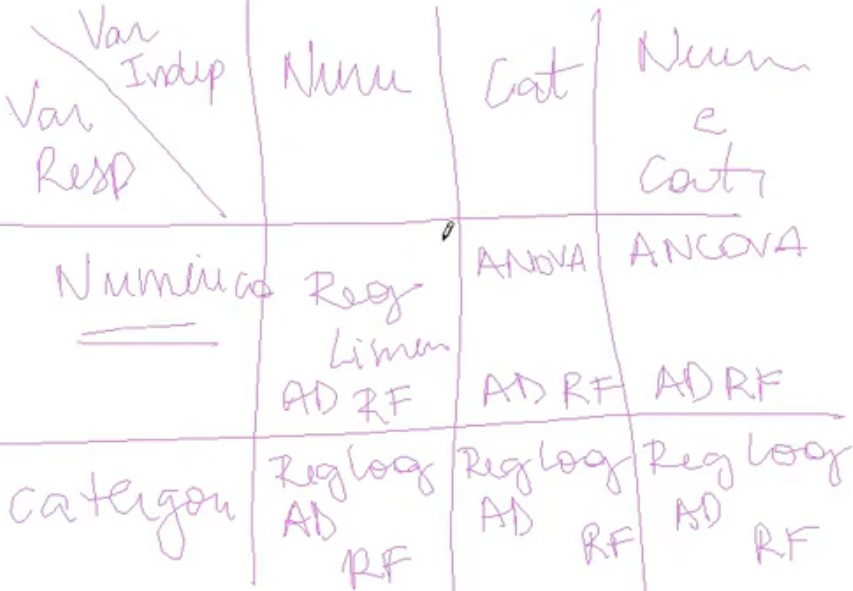 Var
Indep
Var
Resp
Num
Cat
Num
e
Cat
Numérica
Reg
Linear
AD RF
ANOVA
AD RF
ANCOVA
AD RF
Categori
Reg Log
AD
RF
Reg Log
AD
RF
Reg Log
AD
RF